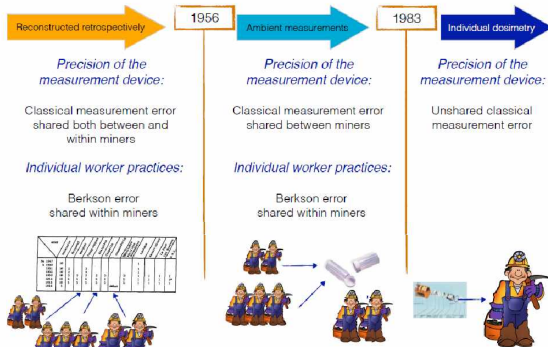 Reconstructed retrospectively
1956
Ambient measurements
1983
Individual dosimetry
Precision of the
measurement device:
Classical measurement error
shared both between and
within miners
Individual worker practices:
Berkson error
shared within miners
Precision of the
measurement device:
Classical measurement error
shared between miners
Individual worker practices:
Berkson error
shared within miners
Precision of the
measurement device:
Unshared classical
measurement error